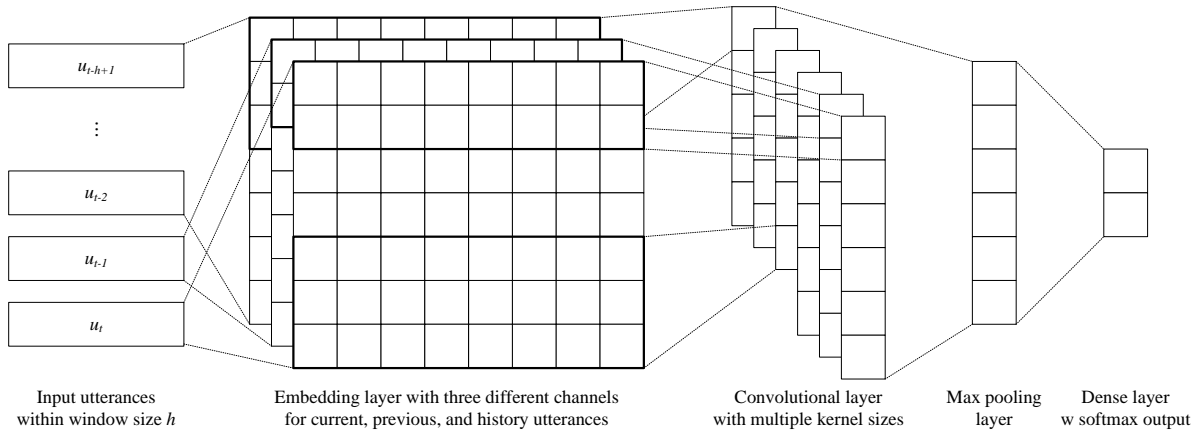 u_{t-h+1}
⋮
u_{t-2}
u_{t-1}
u_t
Input utterances
within window size h
Embedding layer with three different channels
for current, previous, and history utterances
Convolutional layer
with multiple kernel sizes
Max pooling
layer
Dense layer
w softmax output